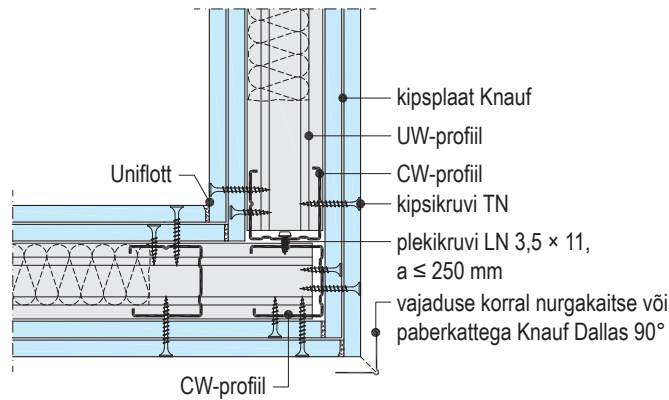 kipsplaat Knauf
UW-profiil
Uniflott
CW-profiil
kipsikruvi TN
plekikruvi LN 3,5 × 11,
a ≤ 250 mm
vajaduse korral nurgakaitse või
paberkattega Knauf Dallas 90°
CW-profiil